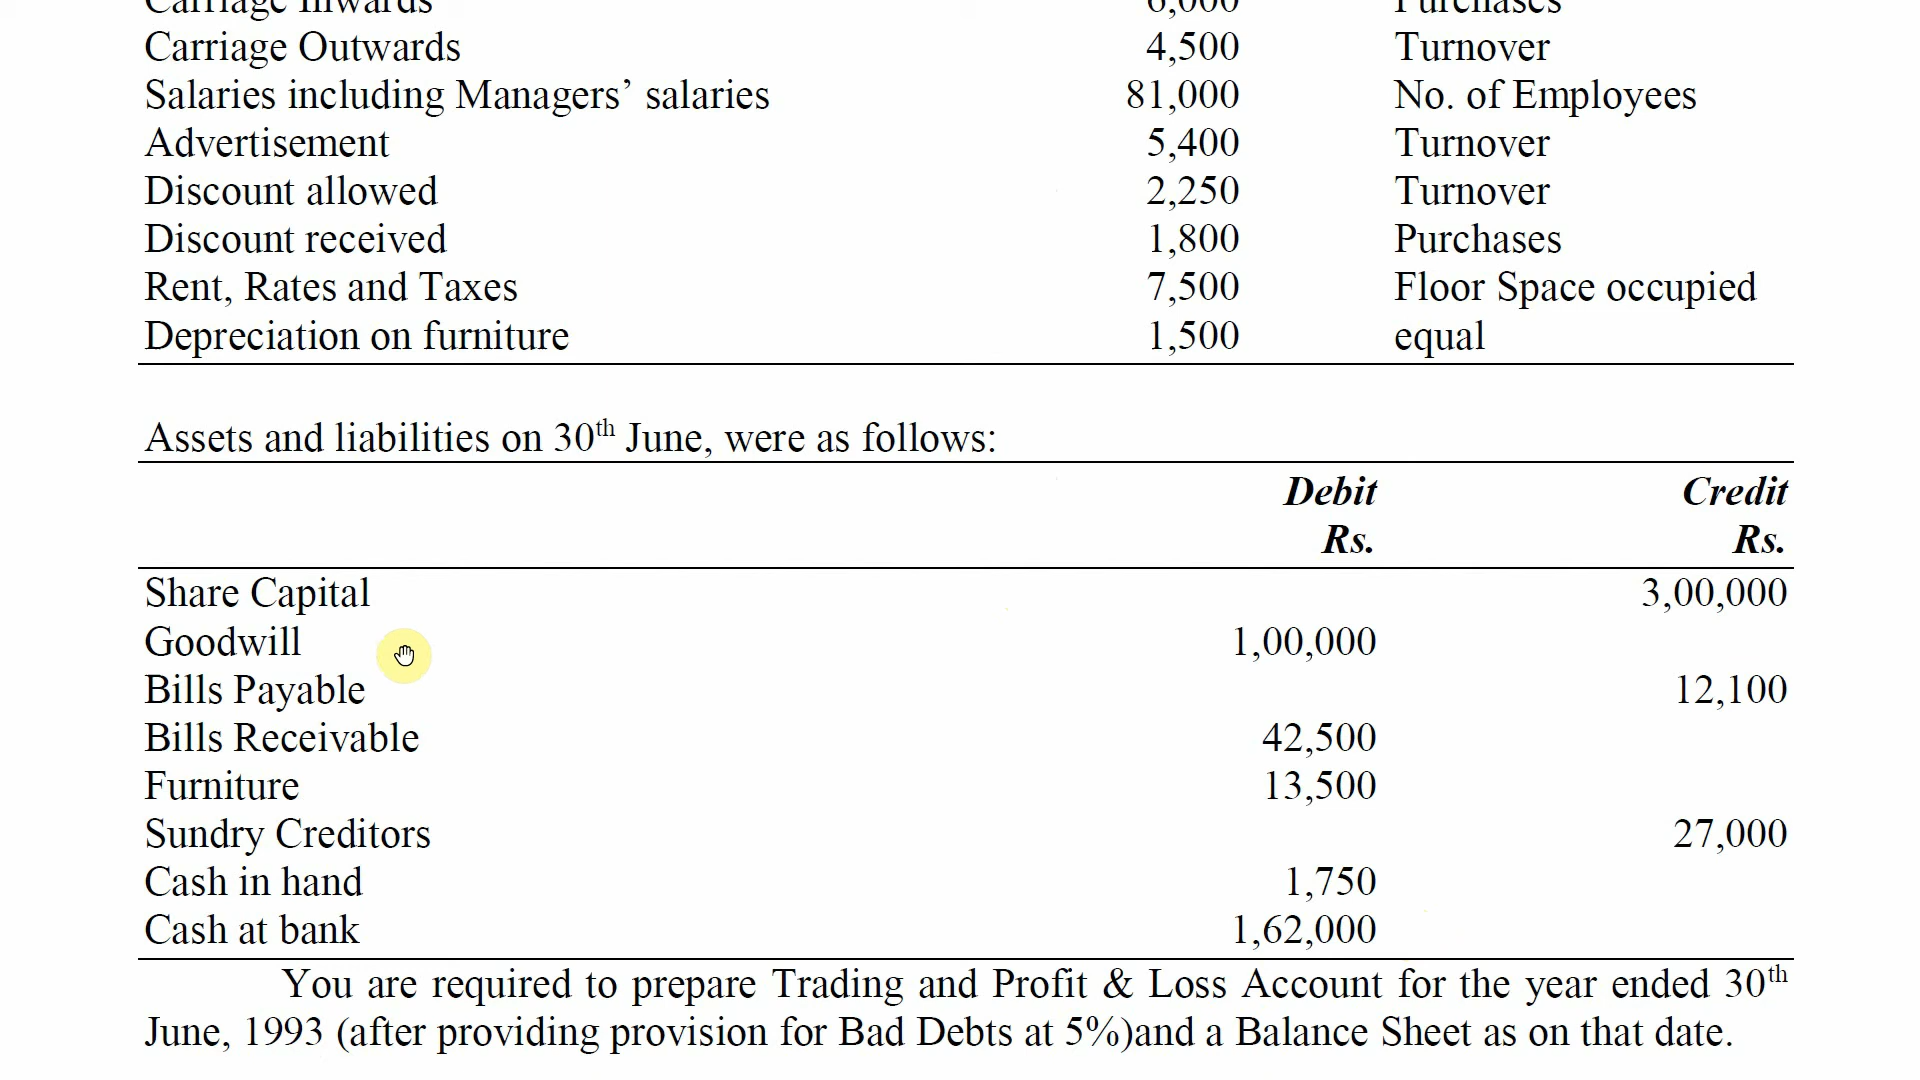 Carriage Inwards 6,000 Purchases
Carriage Outwards 4,500 Turnover
Salaries including Managers’ salaries 81,000 No. of Employees
Advertisement 5,400 Turnover
Discount allowed 2,250 Turnover
Discount received 1,800 Purchases
Rent, Rates and Taxes 7,500 Floor Space occupied
Depreciation on furniture 1,500 equal
Assets and liabilities on 30th June, were as follows:
Debit Credit
Rs. Rs.
Share Capital 3,00,000
Goodwill 1,00,000
Bills Payable 12,100
Bills Receivable 42,500
Furniture 13,500
Sundry Creditors 27,000
Cash in hand 1,750
Cash at bank 1,62,000
You are required to prepare Trading and Profit & Loss Account for the year ended 30th
June, 1993 (after providing provision for Bad Debts at 5%)and a Balance Sheet as on that date.